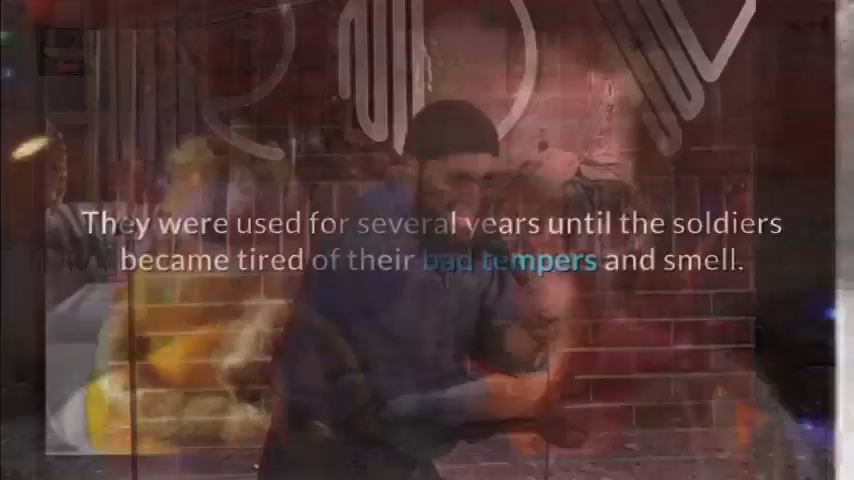 They were used for several years until the soldiers
became tired of their bad tempers and smell.